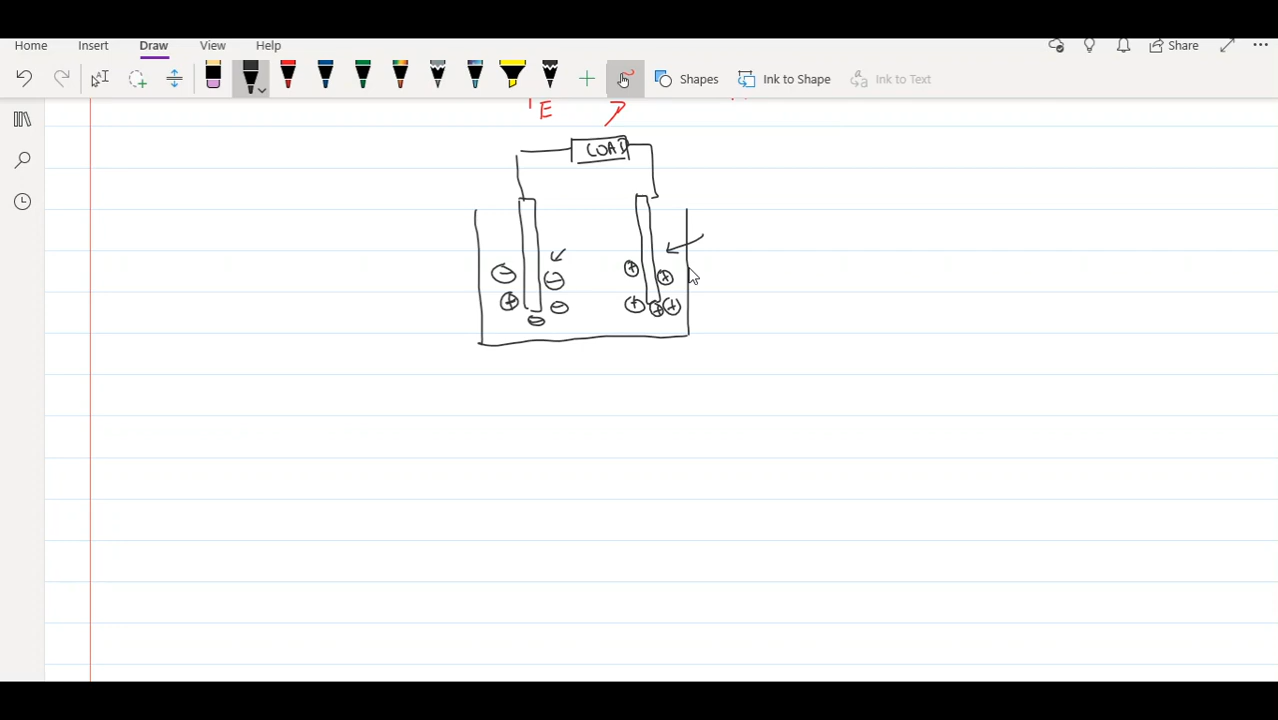 Home Insert Draw View Help Share
Shapes Ink to Shape Ink to Text
E
LOAD
- - + + 
+ - + + +
-